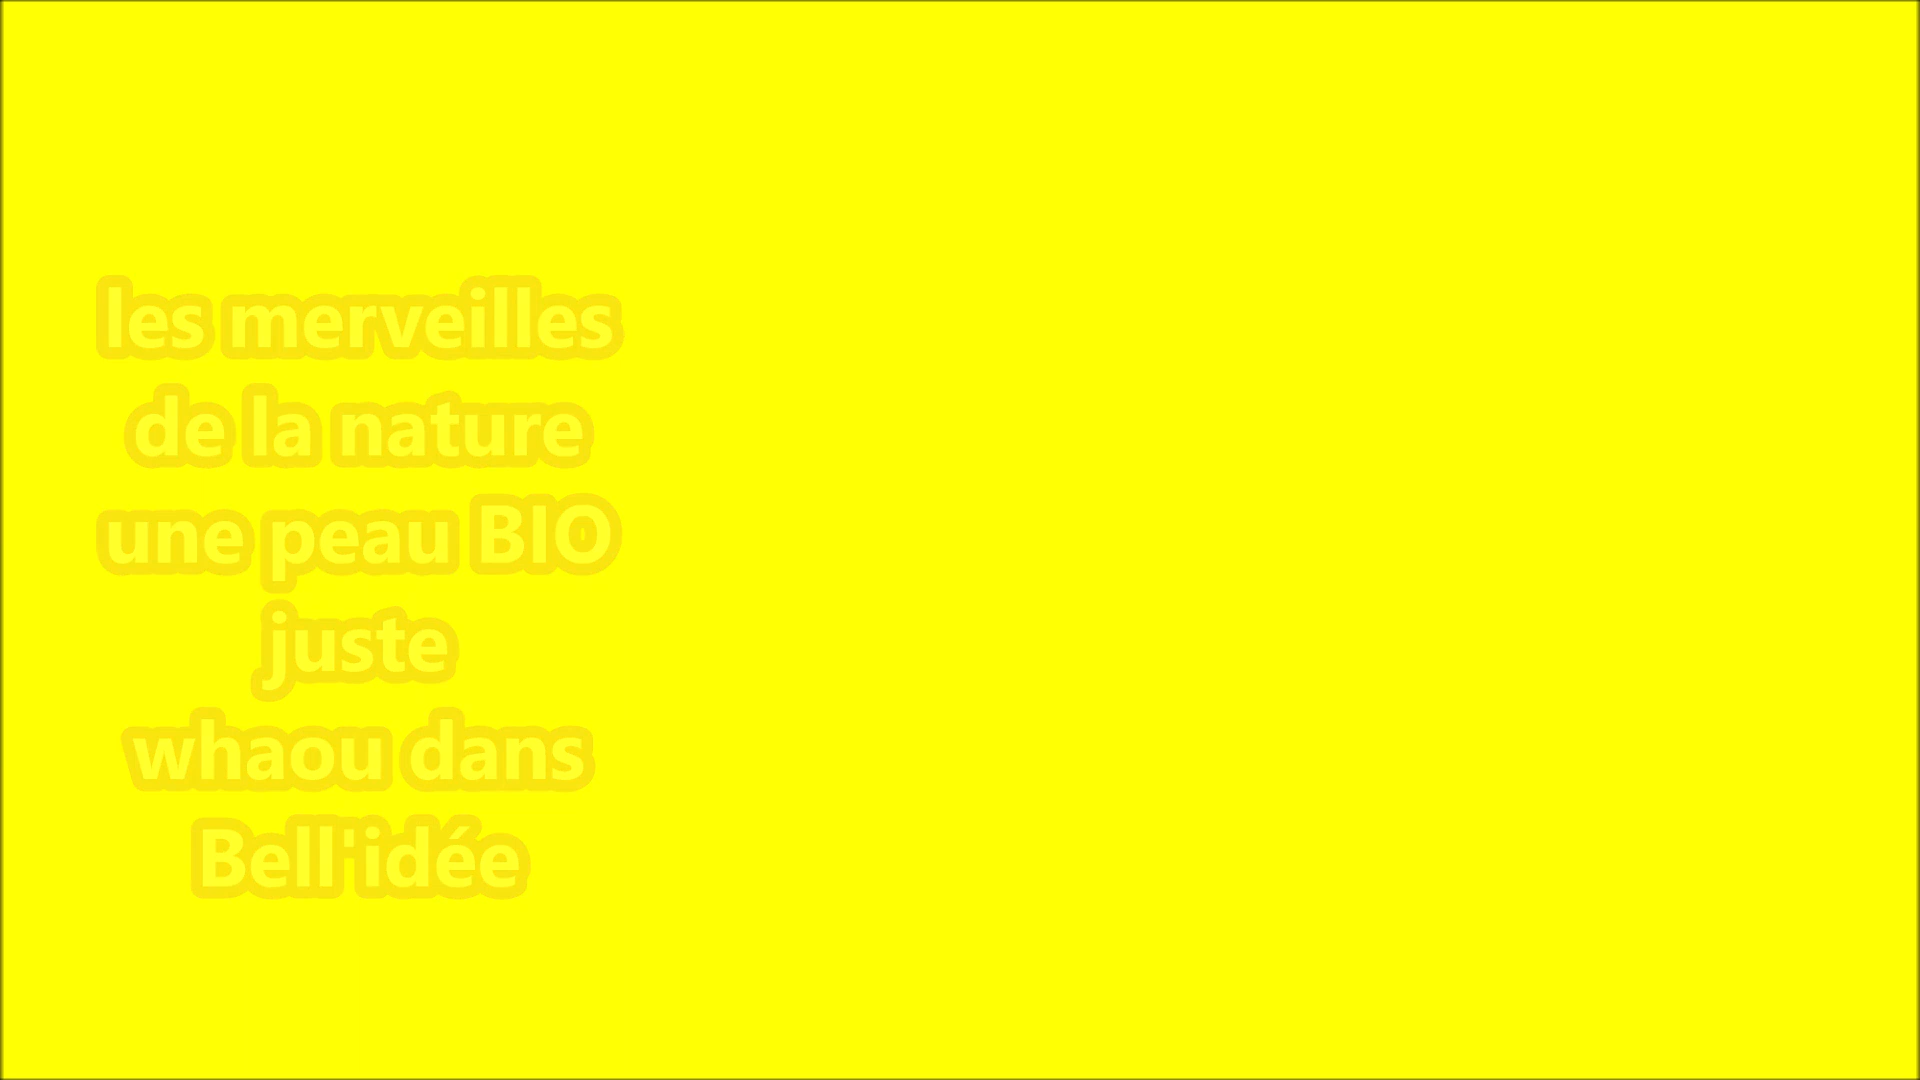 les merveilles
de la nature
une peau BIO
juste
whaou dans
Bell'idée